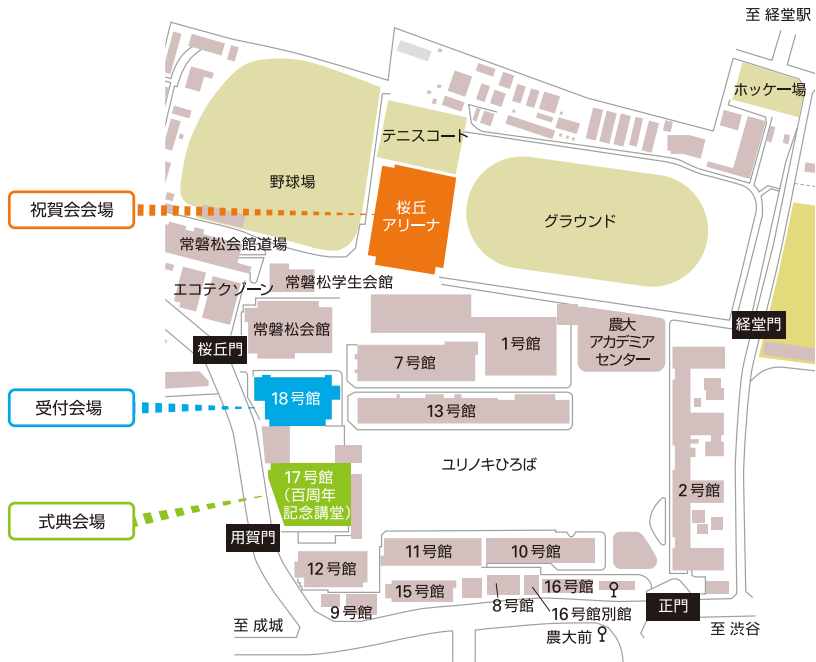 至 経堂駅
ホッケー場
テニスコート
野球場
祝賀会会場
桜丘
アリーナ
グラウンド
常磐松会館道場
常磐松学生会館
エコテクゾーン
常磐松会館
農大
アカデミア
センター
経堂門
1号館
桜丘門
7号館
18号館
受付会場
13号館
ユリノキひろば
17号館
(百周年
記念講堂)
2号館
式典会場
用賀門
11号館
10号館
12号館
15号館
16号館
8号館
16号館別館
9号館
正門
至 成城
農大前
至 渋谷